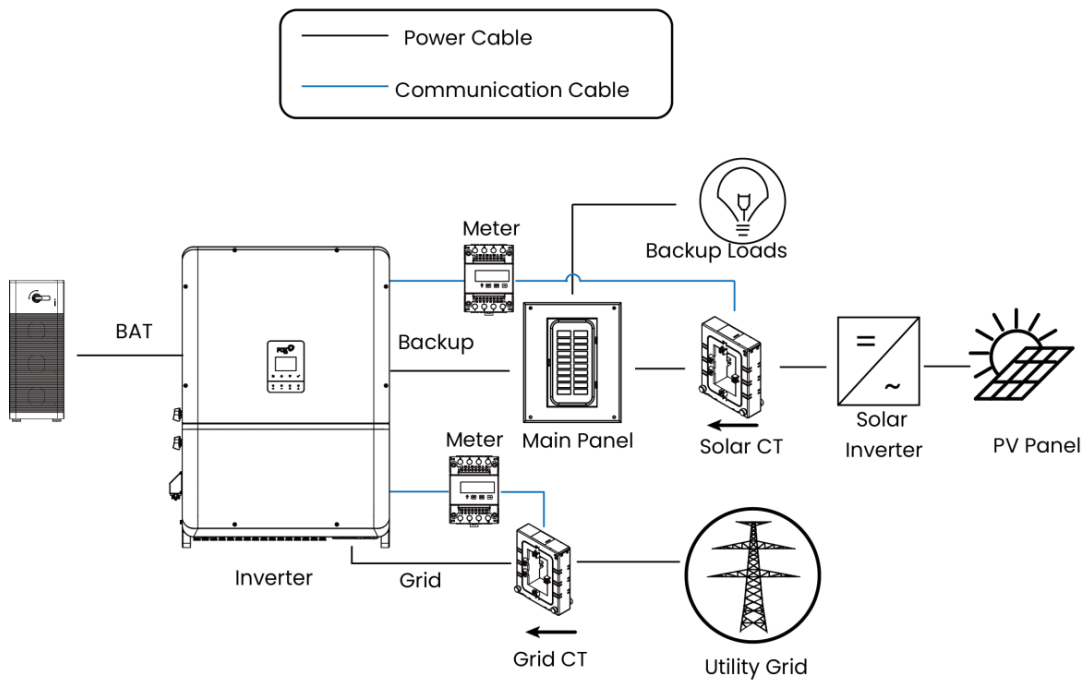 Power Cable
Communication Cable
Meter
Backup Loads
BAT
Backup
Main Panel
Solar CT
Solar
Inverter
PV Panel
Meter
Inverter
Grid
Grid CT
Utility Grid